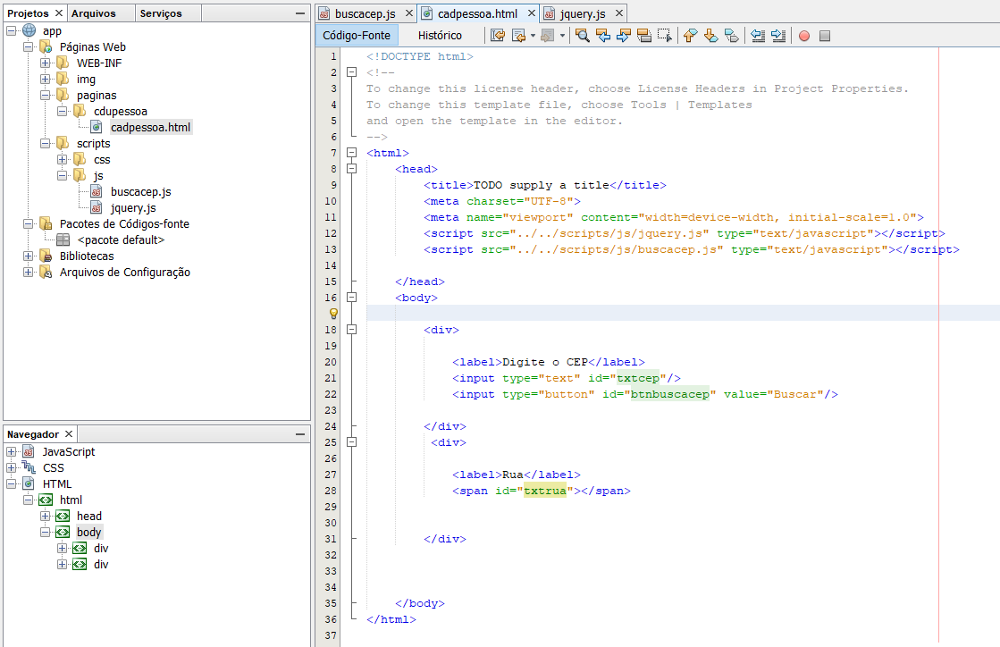 Projetos
Arquivos
Serviços
app
Páginas Web
WEB-INF
img
paginas
cdupessoa
cadpessoa.html
scripts
css
js
buscacep.js
jquery.js
Pacotes de Códigos-fonte
<pacote default>
Bibliotecas
Arquivos de Configuração
Navegador
JavaScript
CSS
HTML
html
head
body
div
div
buscacep.js
cadpessoa.html
jquery.js
Código-Fonte
Histórico
1 <!DOCTYPE html>
2 <!--
3 To change this license header, choose License Headers in Project Properties.
4 To change this template file, choose Tools | Templates
5 and open the template in the editor.
6 -->
7 <html>
8 <head>
9 <title>TODO supply a title</title>
10 <meta charset="UTF-8">
11 <meta name="viewport" content="width=device-width, initial-scale=1.0">
12 <script src="../../scripts/js/jquery.js" type="text/javascript"></script>
13 <script src="../../scripts/js/buscacep.js" type="text/javascript"></script>
14
15 </head>
16 <body>
18 <div>
19
20 <label>Digite o CEP</label>
21 <input type="text" id="txtcep"/>
22 <input type="button" id="btnbuscacep" value="Buscar"/>
23
24 </div>
25 <div>
26
27 <label>Rua</label>
28 <span id="txtrua"></span>
29
30
31 </div>
32
33
34
35 </body>
36 </html>
37